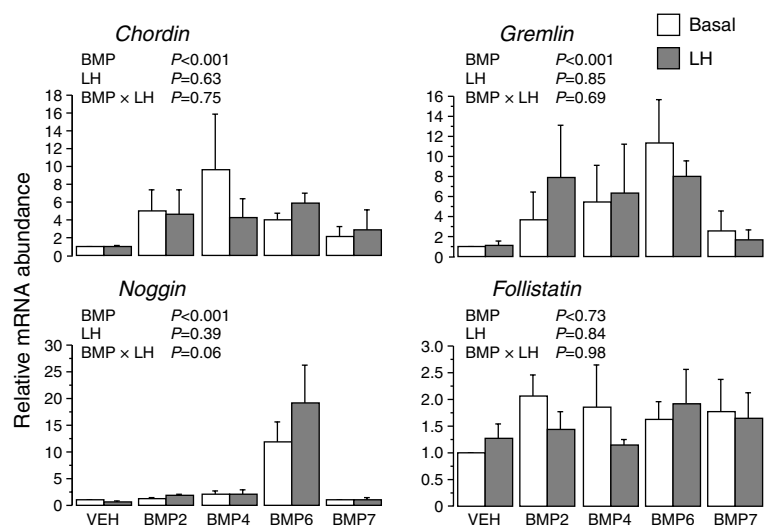 Chordin
BMP P<0.001
LH P=0.63
BMP × LH P=0.75
18
16
14
12
10
8
6
4
2
0
Gremlin
BMP P<0.001
LH P=0.85
BMP × LH P=0.69
16
14
12
10
8
6
4
2
0
Basal
LH
Relative mRNA abundance
Noggin
BMP P<0.001
LH P=0.39
BMP × LH P=0.06
30
25
20
15
10
5
0
VEH BMP2 BMP4 BMP6 BMP7
Follistatin
BMP P<0.73
LH P=0.84
BMP × LH P=0.98
3.0
2.5
2.0
1.5
1.0
0.5
0
VEH BMP2 BMP4 BMP6 BMP7